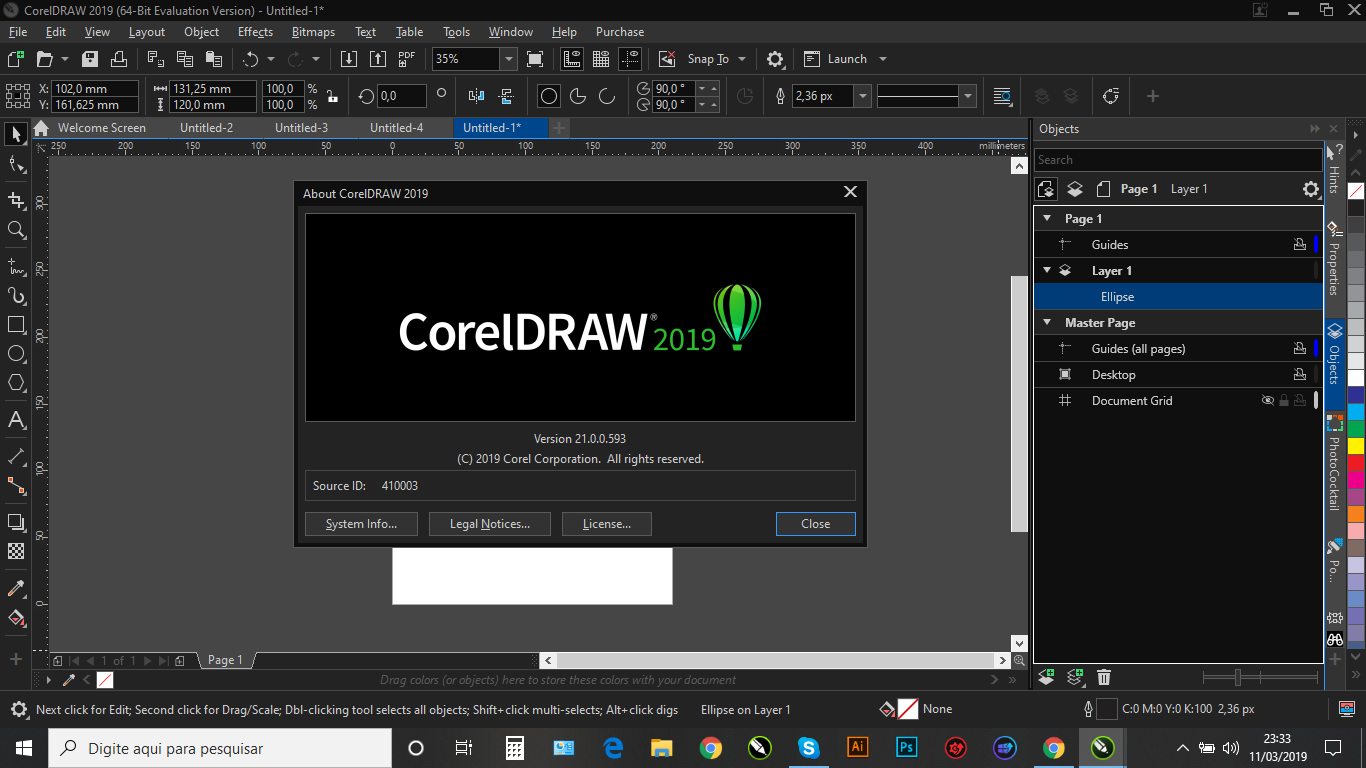 CorelDRAW 2019 (64-Bit Evaluation Version) - Untitled-1*
File Edit View Layout Object Effects Bitmaps Text Table Tools Window Help Purchase
PDF 35% Snap To Launch
X: 102,0 mm 131,25 mm 100,0 % 0,0 90,0 ° 2,36 px
Y: 161,625 mm 120,0 mm 100,0 % 90,0 °
Welcome Screen Untitled-2 Untitled-3 Untitled-4 Untitled-1*
250 200 150 100 50 0 50 100 150 200 250 300 350 400 millimeters
300
250
200
150
100
50
0
About CorelDRAW 2019
CorelDRAW® 2019
Version 21.0.0.593
(C) 2019 Corel Corporation. All rights reserved.
Source ID: 410003
System Info... Legal Notices... License... Close
Objects
Search
Page 1 Layer 1
Page 1
Guides
Layer 1
Ellipse
Master Page
Guides (all pages)
Desktop
Document Grid
Hints
Properties
Objects
PhotoCocktail
Po...
1 of 1 Page 1
Drag colors (or objects) here to store these colors with your document
Next click for Edit; Second click for Drag/Scale; Dbl-clicking tool selects all objects; Shift+click multi-selects; Alt+click digs Ellipse on Layer 1 None C:0 M:0 Y:0 K:100 2,36 px
Digite aqui para pesquisar
Ai
Ps
23:33
11/03/2019